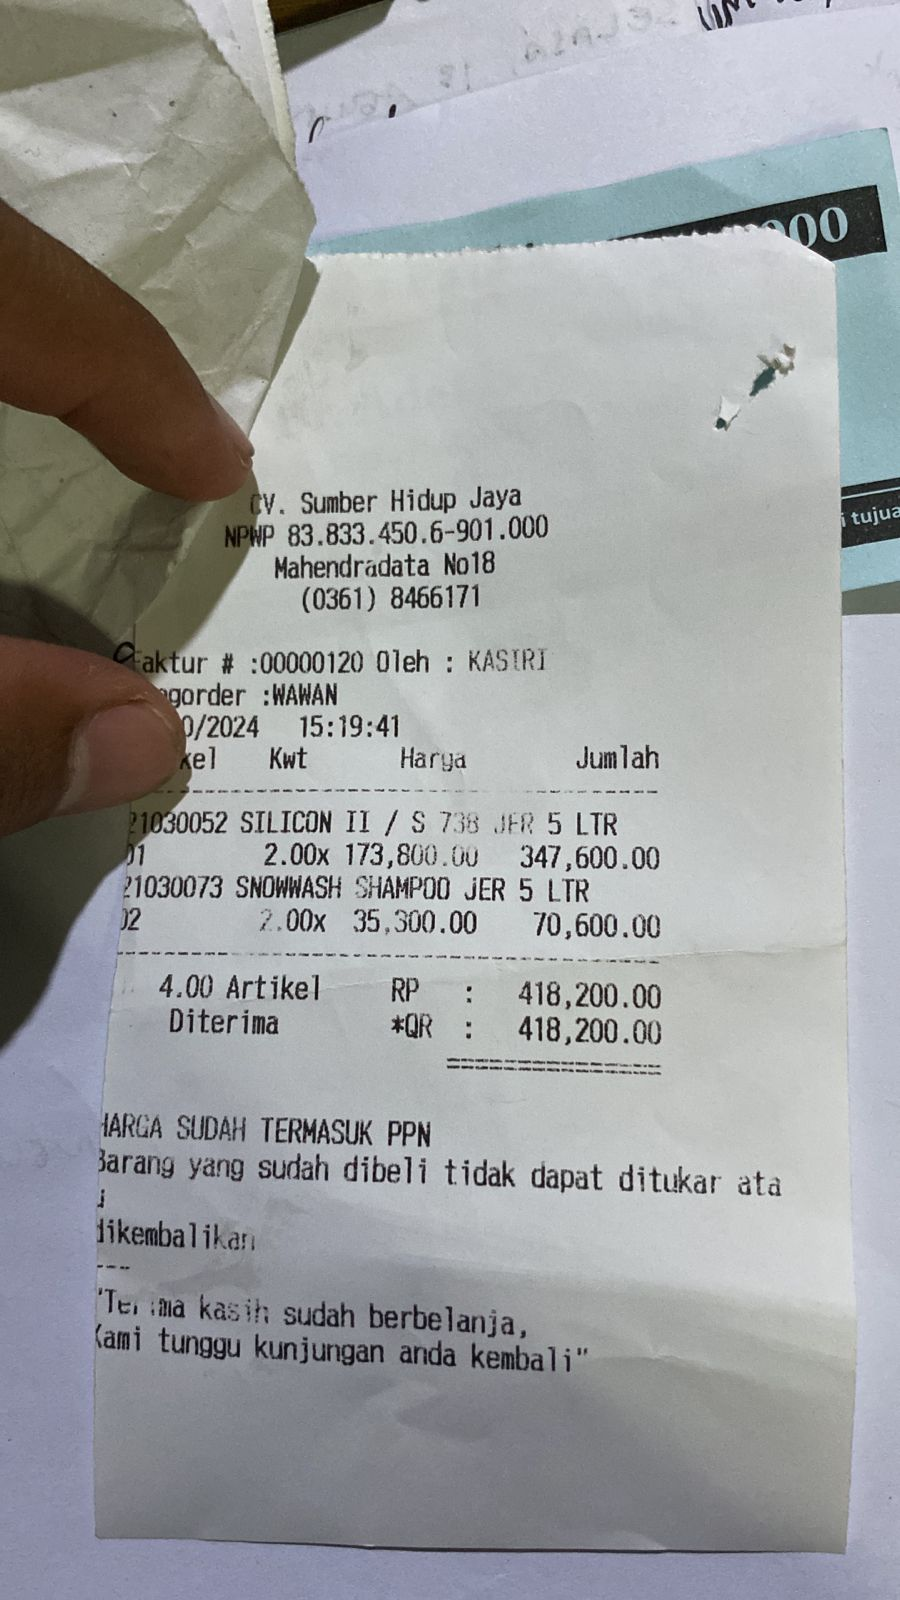 000
i tujua
CV. Sumber Hidup Jaya
NPWP 83.833.450.6-901.000
Mahendradata No18
(0361) 8466171
Faktur # :00000120 Oleh : KASIRI
gorder :WAWAN
0/2024 15:19:41
kel Kwt Harga Jumlah
21030052 SILICON II / S 738 JER 5 LTR
01 2.00x 173,800.00 347,600.00
21030073 SNOWWASH SHAMPOO JER 5 LTR
02 2.00x 35,300.00 70,600.00
4.00 Artikel RP : 418,200.00
Diterima *QR : 418,200.00
HARGA SUDAH TERMASUK PPN
Barang yang sudah dibeli tidak dapat ditukar ata
u
dikembalikan
---
"Terima kasih sudah berbelanja,
Kami tunggu kunjungan anda kembali"